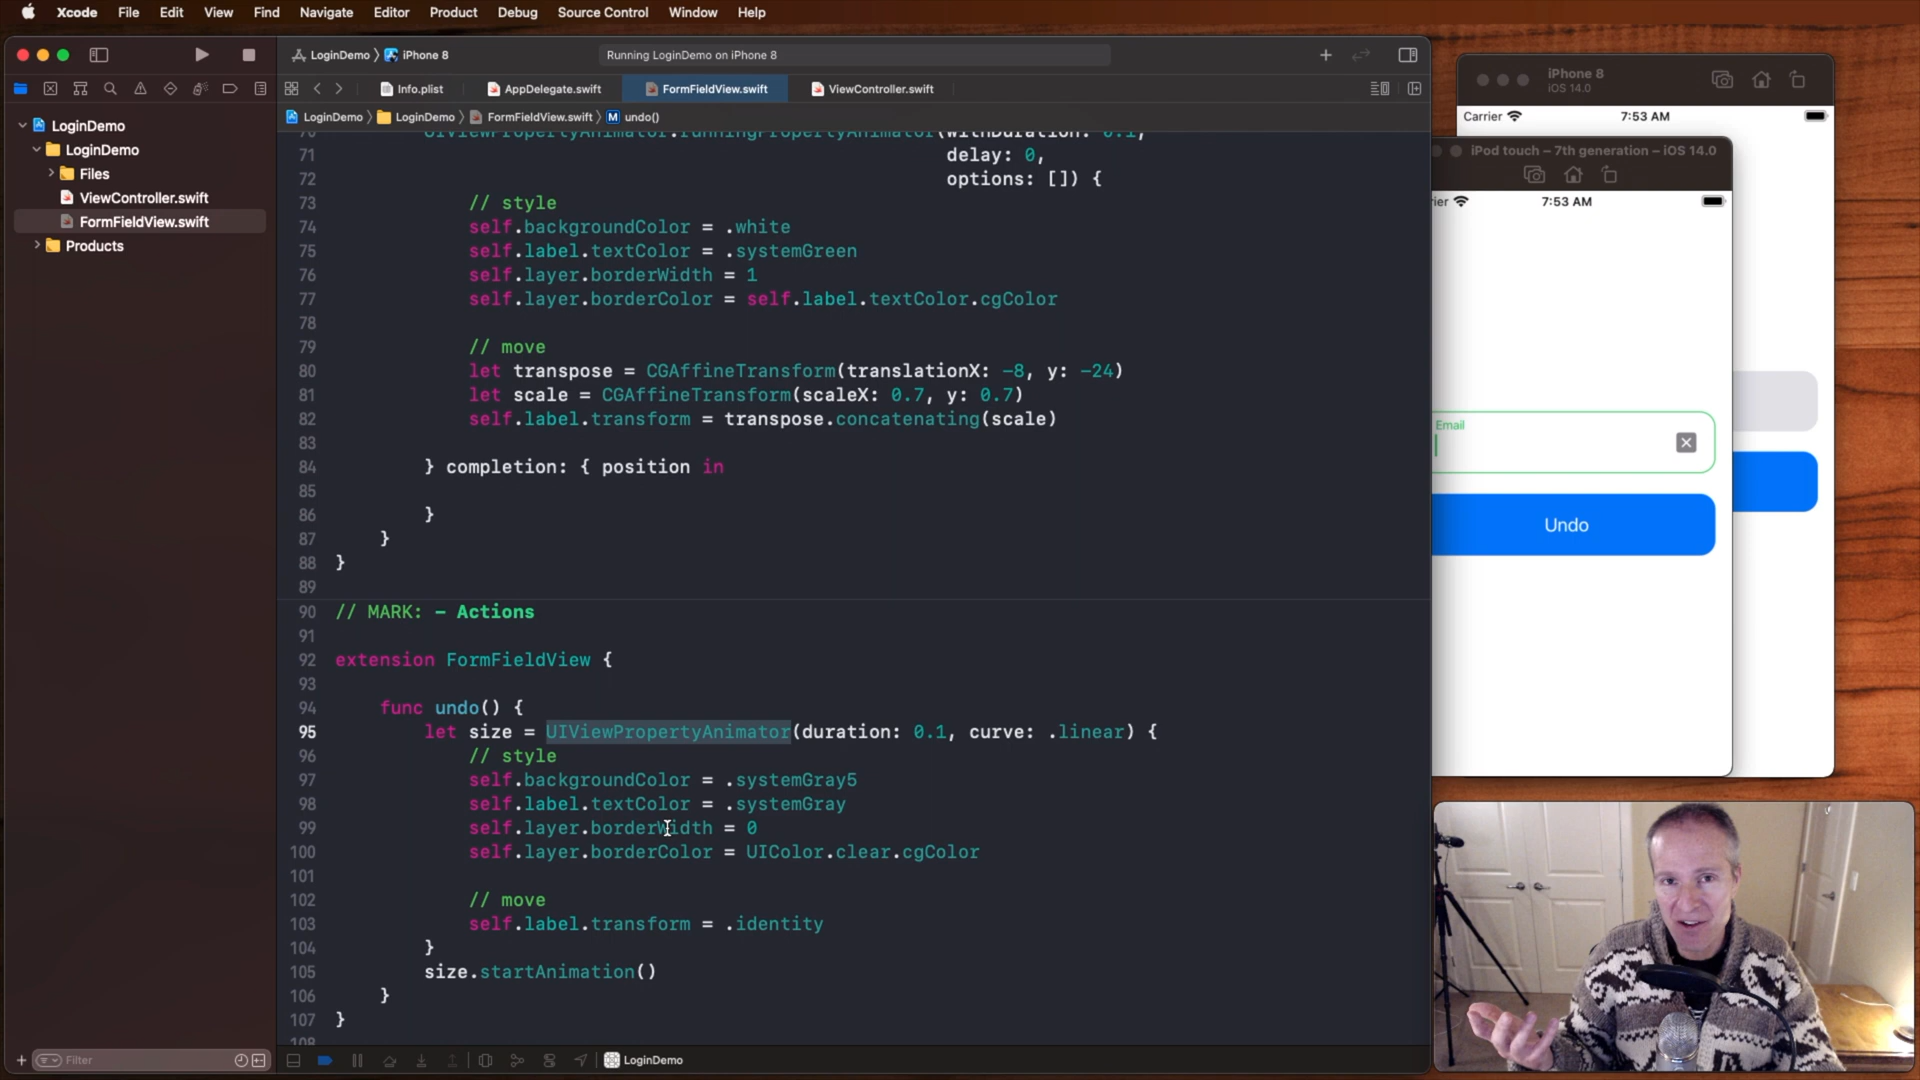 Xcode File Edit View Find Navigate Editor Product Debug Source Control Window Help
LoginDemo iPhone 8
Running LoginDemo on iPhone 8
Info.plist AppDelegate.swift FormFieldView.swift ViewController.swift
LoginDemo LoginDemo FormFieldView.swift M undo()
LoginDemo
LoginDemo
Files
ViewController.swift
FormFieldView.swift
Products
Filter
70 UIViewPropertyAnimator.runningPropertyAnimator(withDuration: 0.1,
71 delay: 0,
72 options: []) {
73 // style
74 self.backgroundColor = .white
75 self.label.textColor = .systemGreen
76 self.layer.borderWidth = 1
77 self.layer.borderColor = self.label.textColor.cgColor
78
79 // move
80 let transpose = CGAffineTransform(translationX: -8, y: -24)
81 let scale = CGAffineTransform(scaleX: 0.7, y: 0.7)
82 self.label.transform = transpose.concatenating(scale)
83
84 } completion: { position in
85
86 }
87 }
88 }
89
90 // MARK: - Actions
91
92 extension FormFieldView {
93
94 func undo() {
95 let size = UIViewPropertyAnimator(duration: 0.1, curve: .linear) {
96 // style
97 self.backgroundColor = .systemGray5
98 self.label.textColor = .systemGray
99 self.layer.borderWidth = 0
100 self.layer.borderColor = UIColor.clear.cgColor
101
102 // move
103 self.label.transform = .identity
104 }
105 size.startAnimation()
106 }
107 }
108
LoginDemo
iPhone 8
iOS 14.0
Carrier 7:53 AM
iPod touch – 7th generation – iOS 14.0
ier 7:53 AM
Email
Undo